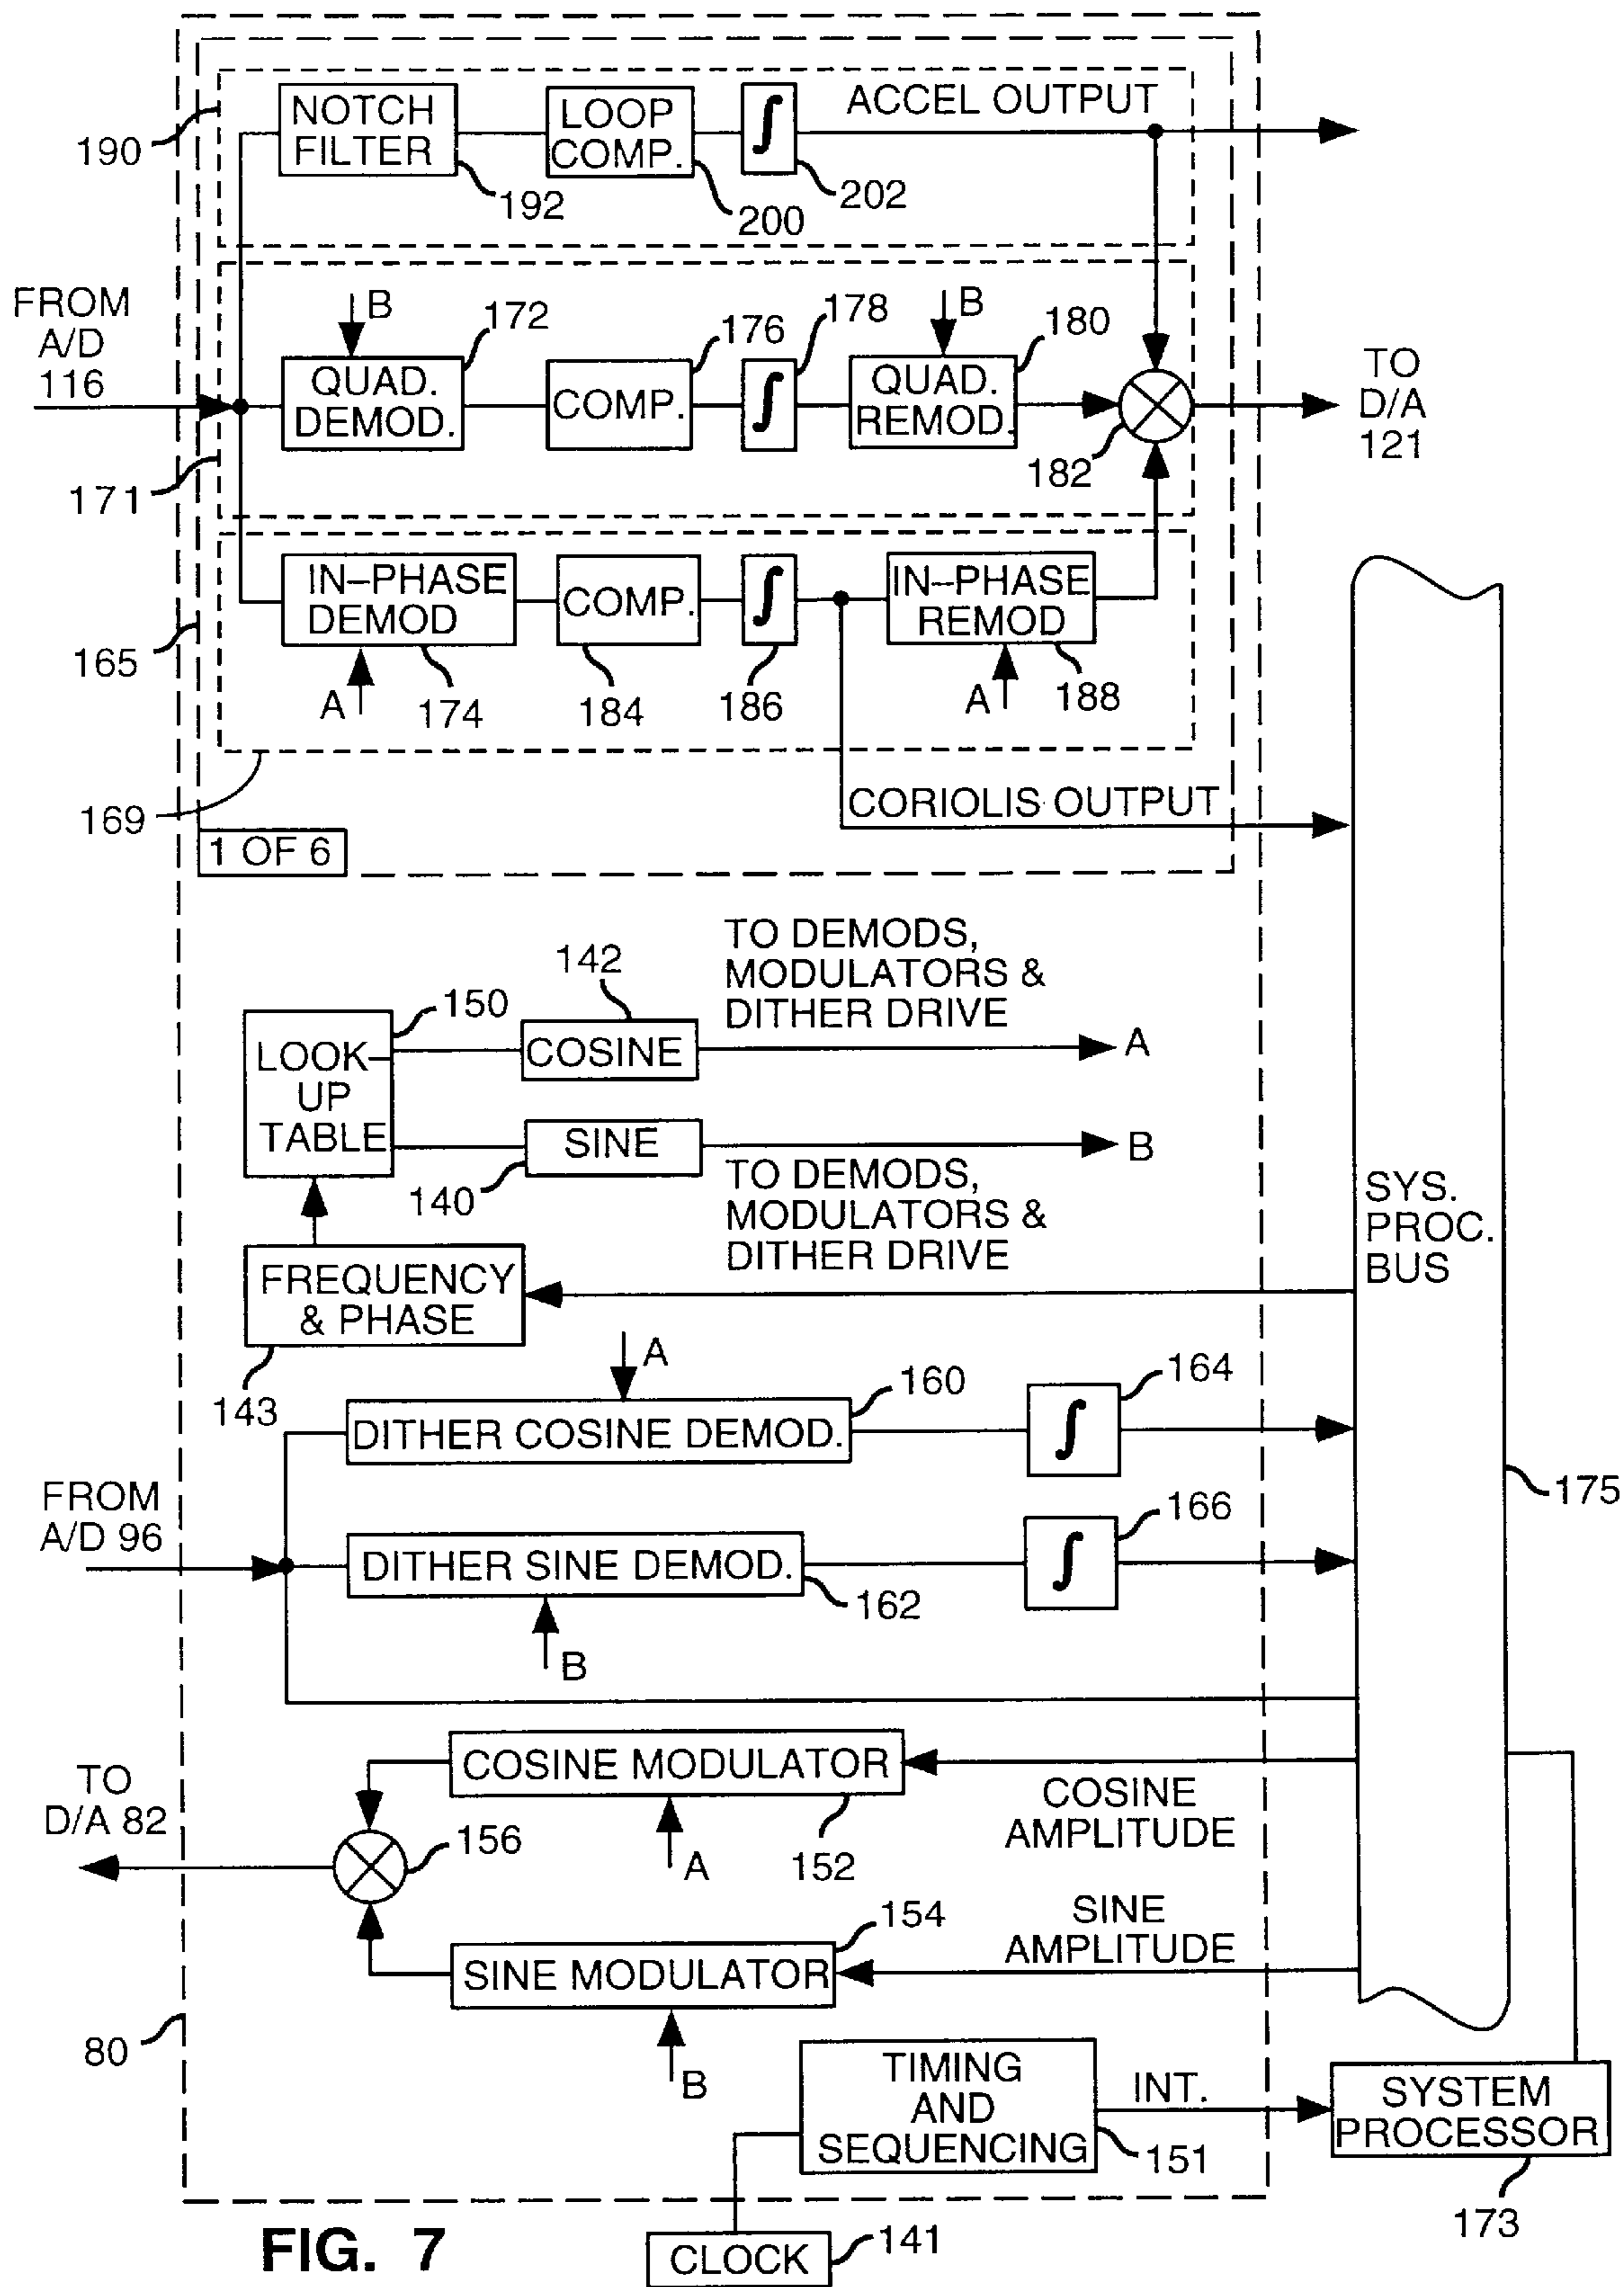 NOTCH
FILTER
LOOP
COMP.
∫
ACCEL OUTPUT
190
192
200
202
FROM
A/D
116
B
172
176
178
B
180
QUAD.
DEMOD.
COMP.
∫
QUAD.
REMOD.
182
TO
D/A
121
171
IN-PHASE
DEMOD
COMP.
∫
IN-PHASE
REMOD
165
A
174
184
186
A
188
169
CORIOLIS OUTPUT
1 OF 6
TO DEMODS,
MODULATORS &
DITHER DRIVE
142
150
LOOK-
UP
TABLE
COSINE
A
SINE
B
140
TO DEMODS,
MODULATORS &
DITHER DRIVE
SYS.
PROC.
BUS
FREQUENCY
& PHASE
143
A
160
164
DITHER COSINE DEMOD.
∫
175
FROM
A/D 96
166
DITHER SINE DEMOD.
∫
162
B
COSINE MODULATOR
TO
D/A 82
COSINE
AMPLITUDE
156
A
152
154
SINE
AMPLITUDE
SINE MODULATOR
80
B
TIMING
AND
SEQUENCING
INT.
SYSTEM
PROCESSOR
151
173
FIG. 7
CLOCK
141